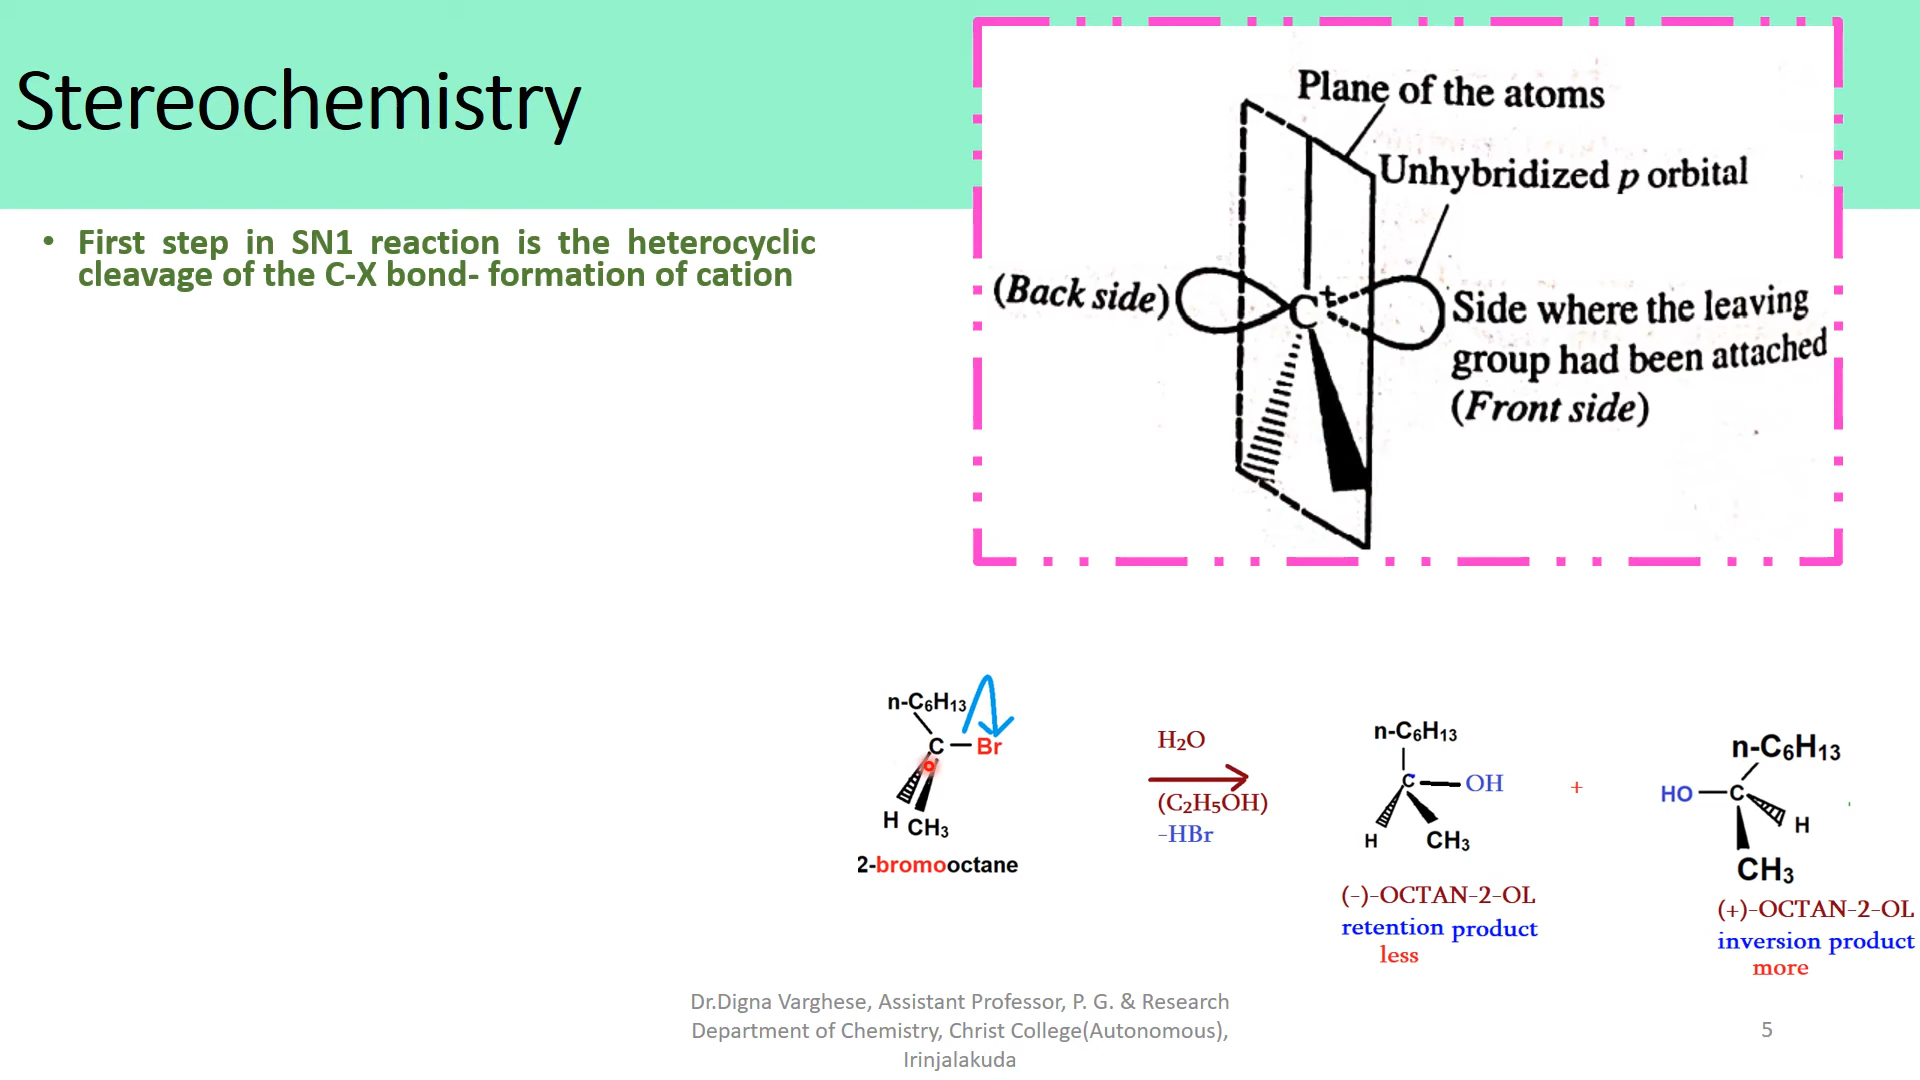 Stereochemistry
• First step in SN1 reaction is the heterocyclic
cleavage of the C-X bond- formation of cation
Plane of the atoms
Unhybridized p orbital
(Back side)
C+
Side where the leaving
group had been attached
(Front side)
n-C₆H₁₃
C
Br
H CH₃
2-bromooctane
H₂O
(C₂H₅OH)
-HBr
n-C₆H₁₃
C
OH
H
CH₃
(-)-OCTAN-2-OL
retention product
less
+
n-C₆H₁₃
HO
C
H
CH₃
(+)-OCTAN-2-OL
inversion product
more
Dr.Digna Varghese, Assistant Professor, P. G. & Research
Department of Chemistry, Christ College(Autonomous),
Irinjalakuda
5